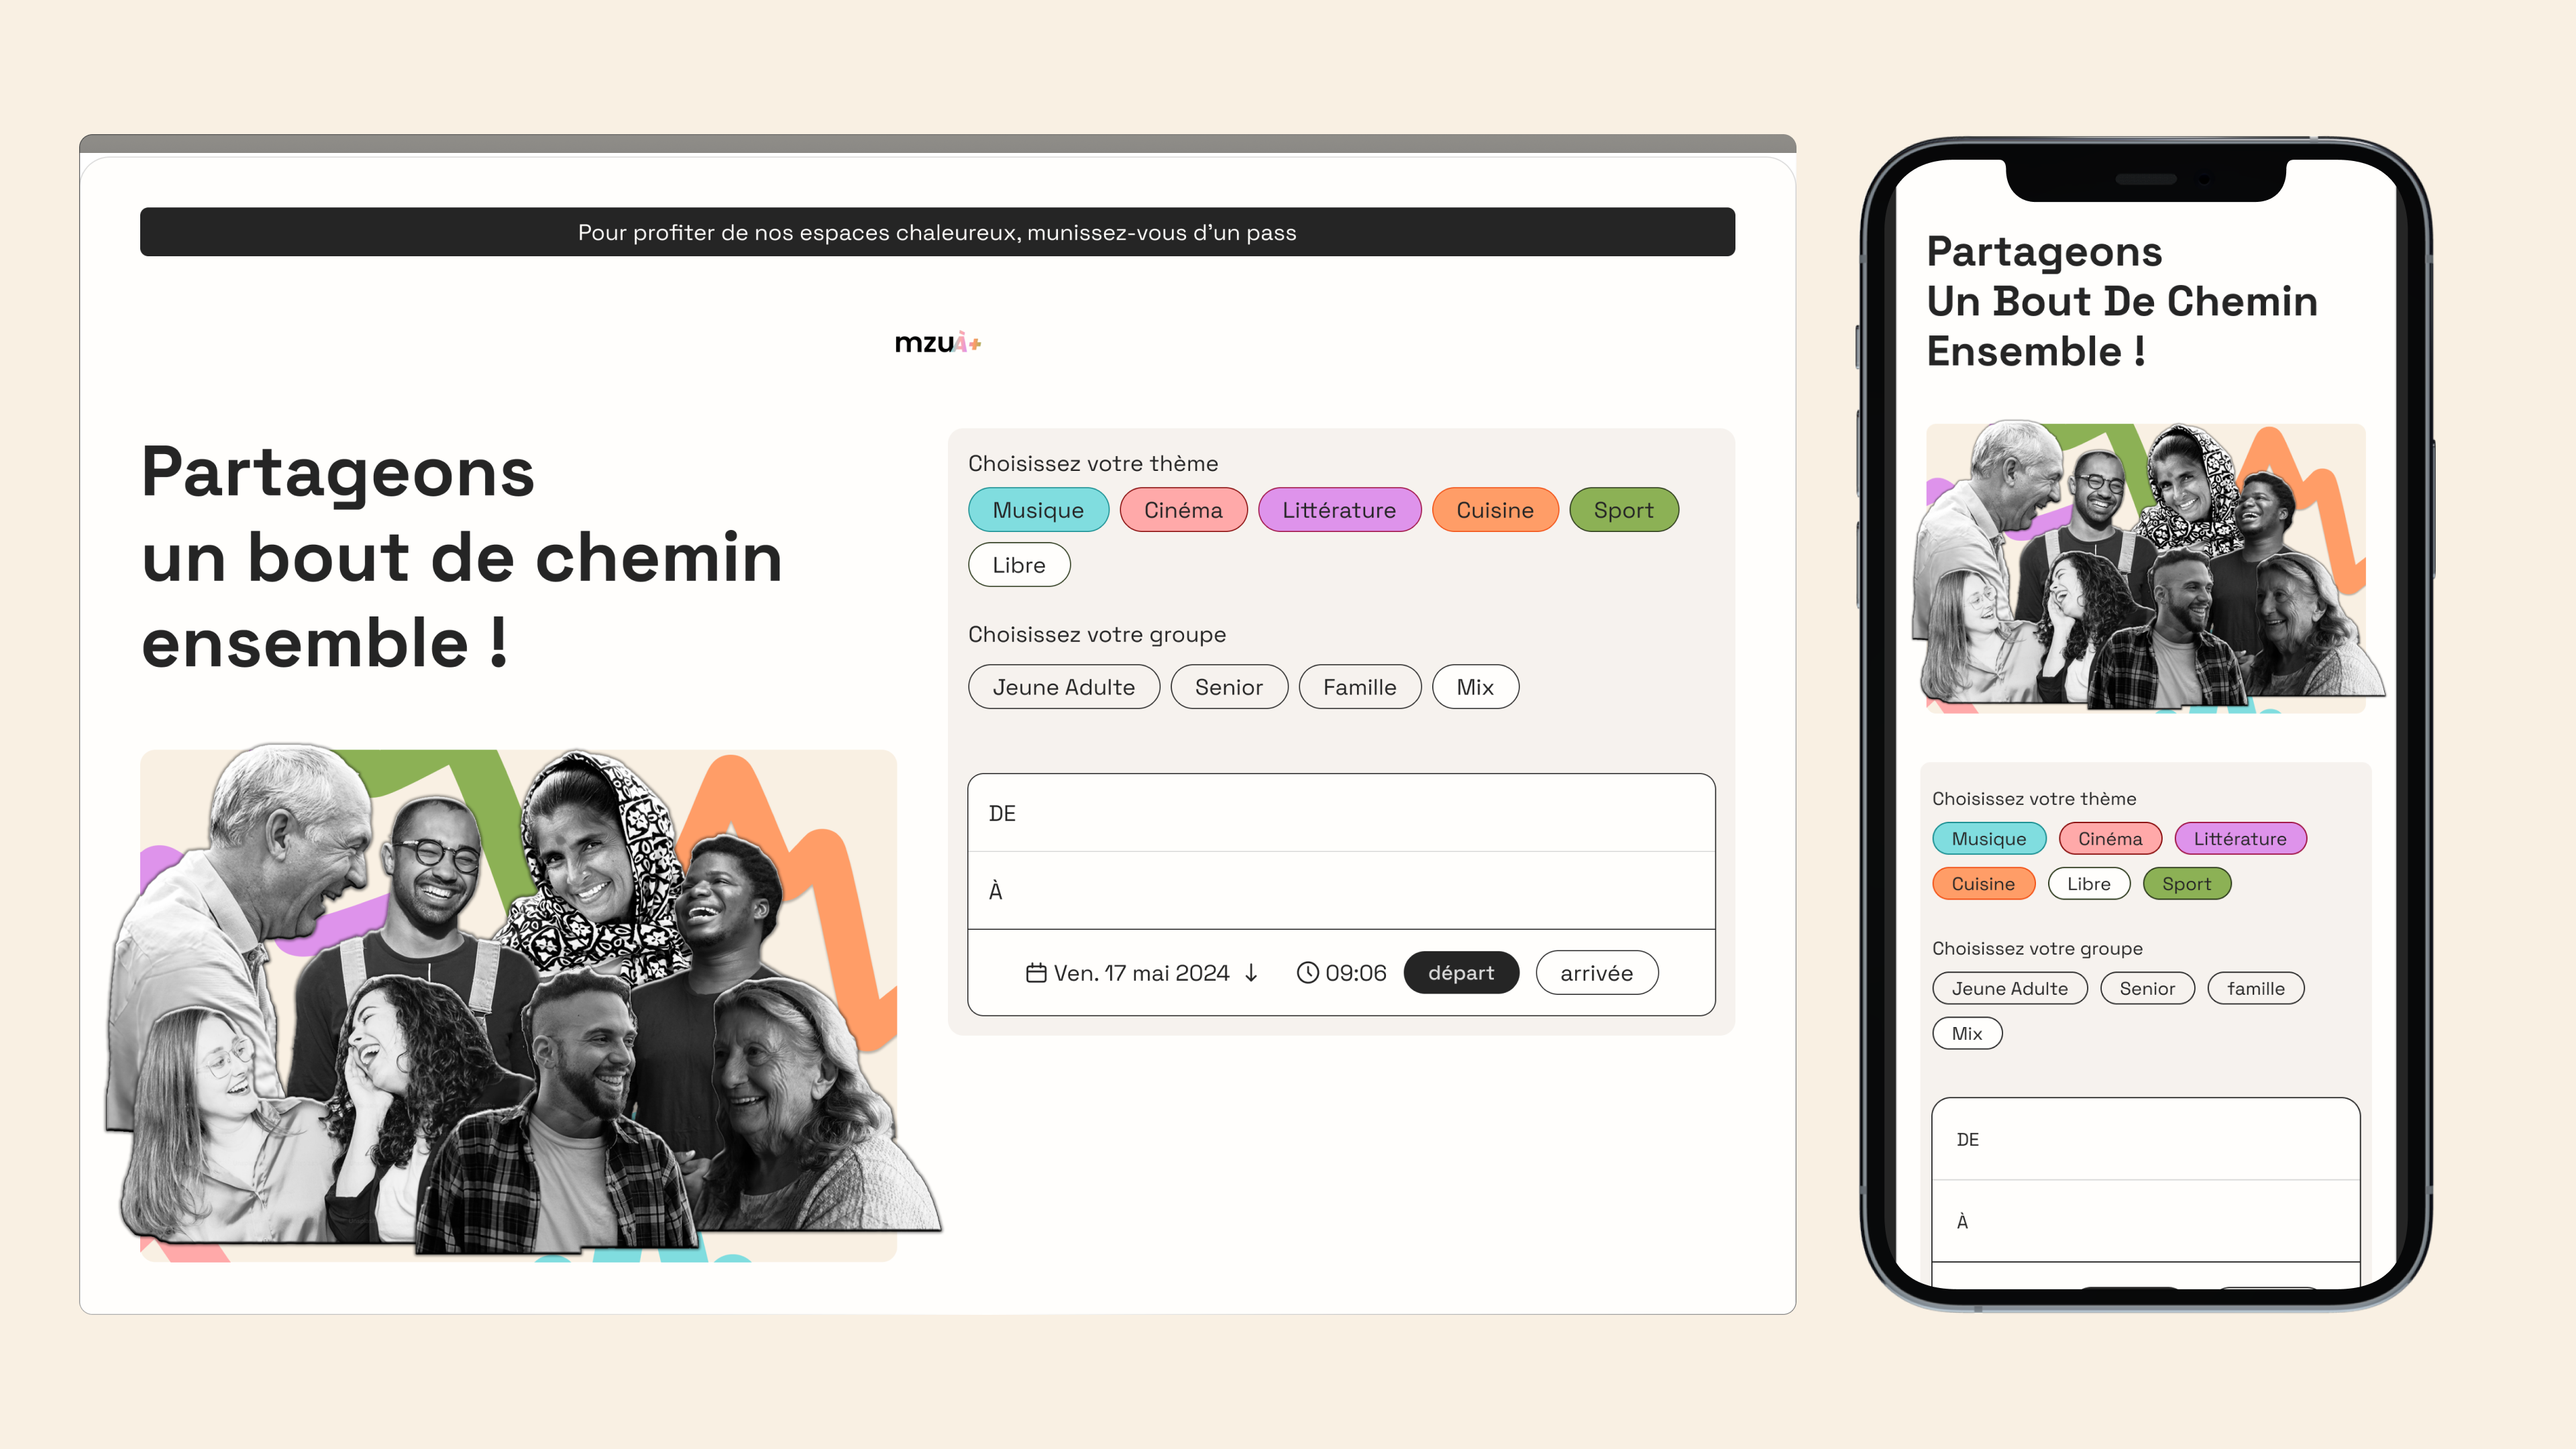 Pour profiter de nos espaces chaleureux, munissez-vous d'un pass
mzuÀ+
Partageons
un bout de chemin
ensemble !
Choisissez votre thème
Musique Cinéma Littérature Cuisine Sport
Libre
Choisissez votre groupe
Jeune Adulte Senior Famille Mix
DE
À
Ven. 17 mai 2024 ↓ 09:06 départ arrivée
Partageons
Un Bout De Chemin
Ensemble !
Choisissez votre thème
Musique Cinéma Littérature
Cuisine Libre Sport
Choisissez votre groupe
Jeune Adulte Senior famille
Mix
DE
À